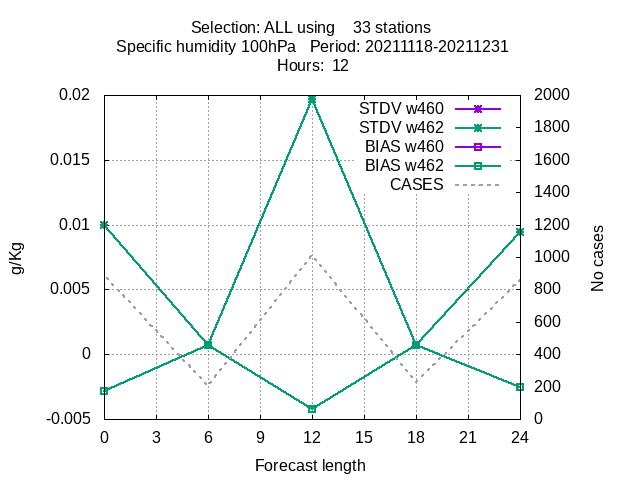 Selection: ALL using    33 stations
Specific humidity 100hPa   Period: 20211118-20211231
Hours:  12
0.02
0.015
0.01
0.005
0
-0.005
g/Kg
STDV w460
STDV w462
BIAS w460
BIAS w462
CASES
2000
1800
1600
1400
1200
1000
800
600
400
200
0
No cases
0 3 6 9 12 15 18 21 24
Forecast length